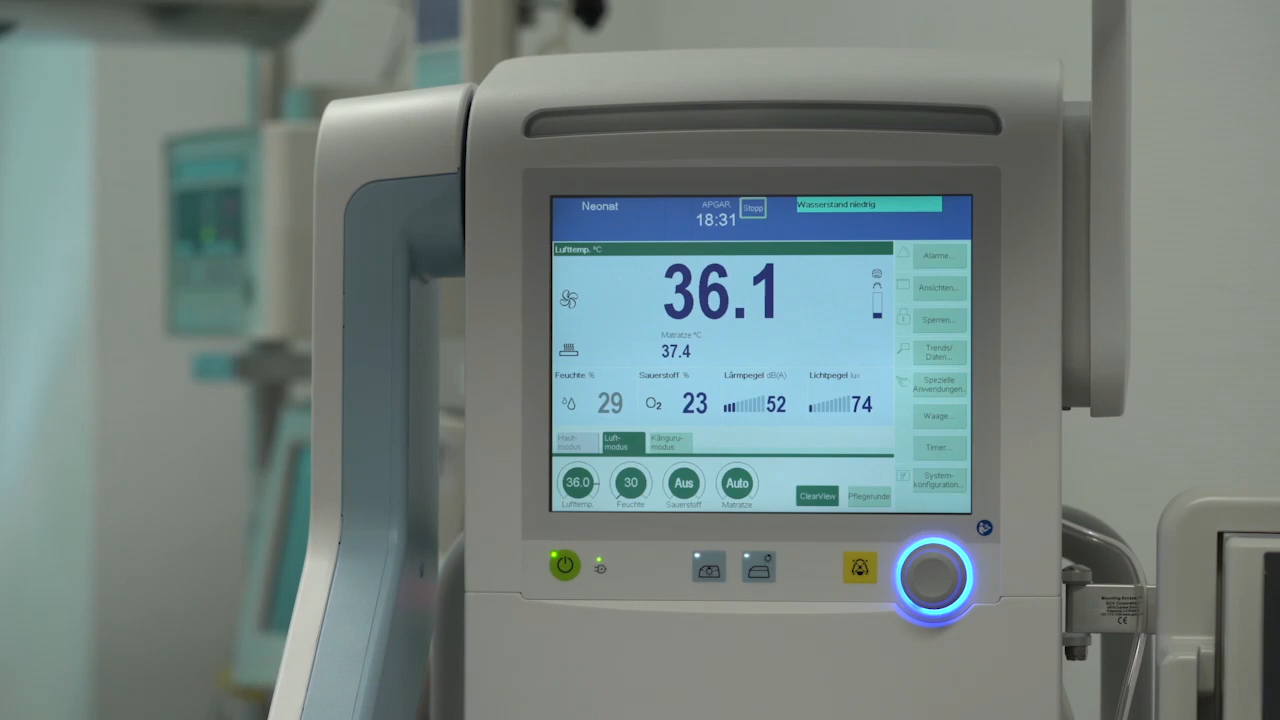 Neonat
APGAR
18:31
Stopp
Wasserstand niedrig
Lufttemp. °C
36.1
Matratze °C
37.4
Feuchte %
29
Sauerstoff %
O₂ 23
Lärmpegel dB(A)
52
Lichtpegel lux
74
Haut-
modus
Luft-
modus
Känguru-
modus
36.0
Lufttemp.
30
Feuchte
Aus
Sauerstoff
Auto
Matratze
ClearView
Pflegerunde
Alarme...
Ansichten...
Sperren...
Trends/
Daten...
Spezielle
Anwendungen...
Waage...
Timer...
System-
konfiguration...
CE